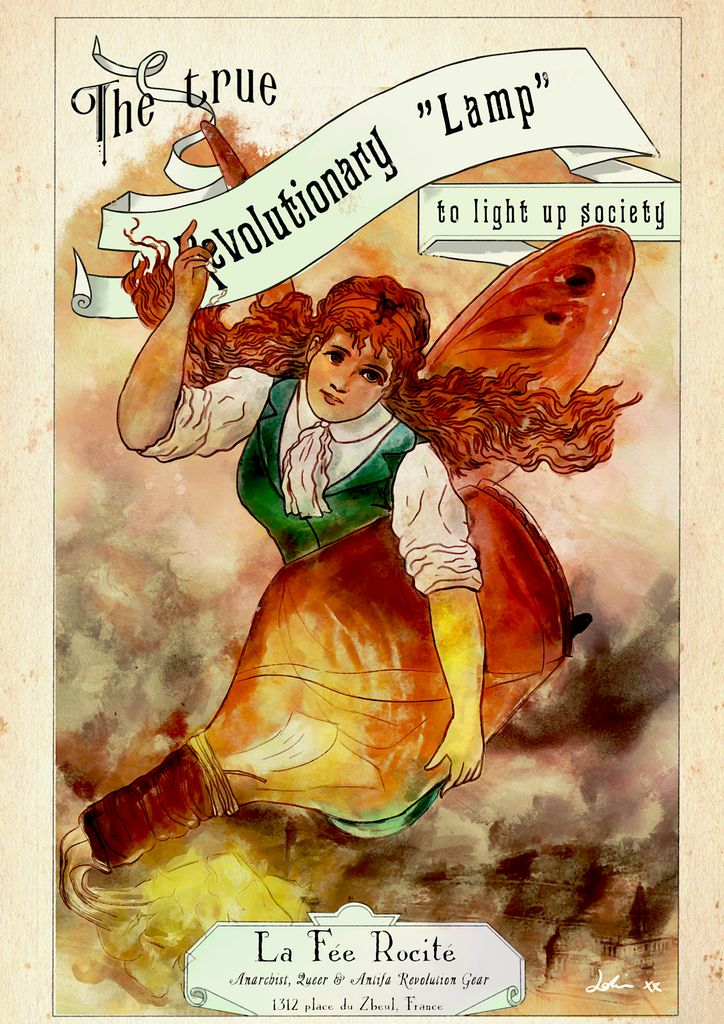 The true
Revolutionary "Lamp"
to light up society
La Fée Rocité
Anarchist, Queer & Antifa Revolution Gear
1312 place du Zbeul, France